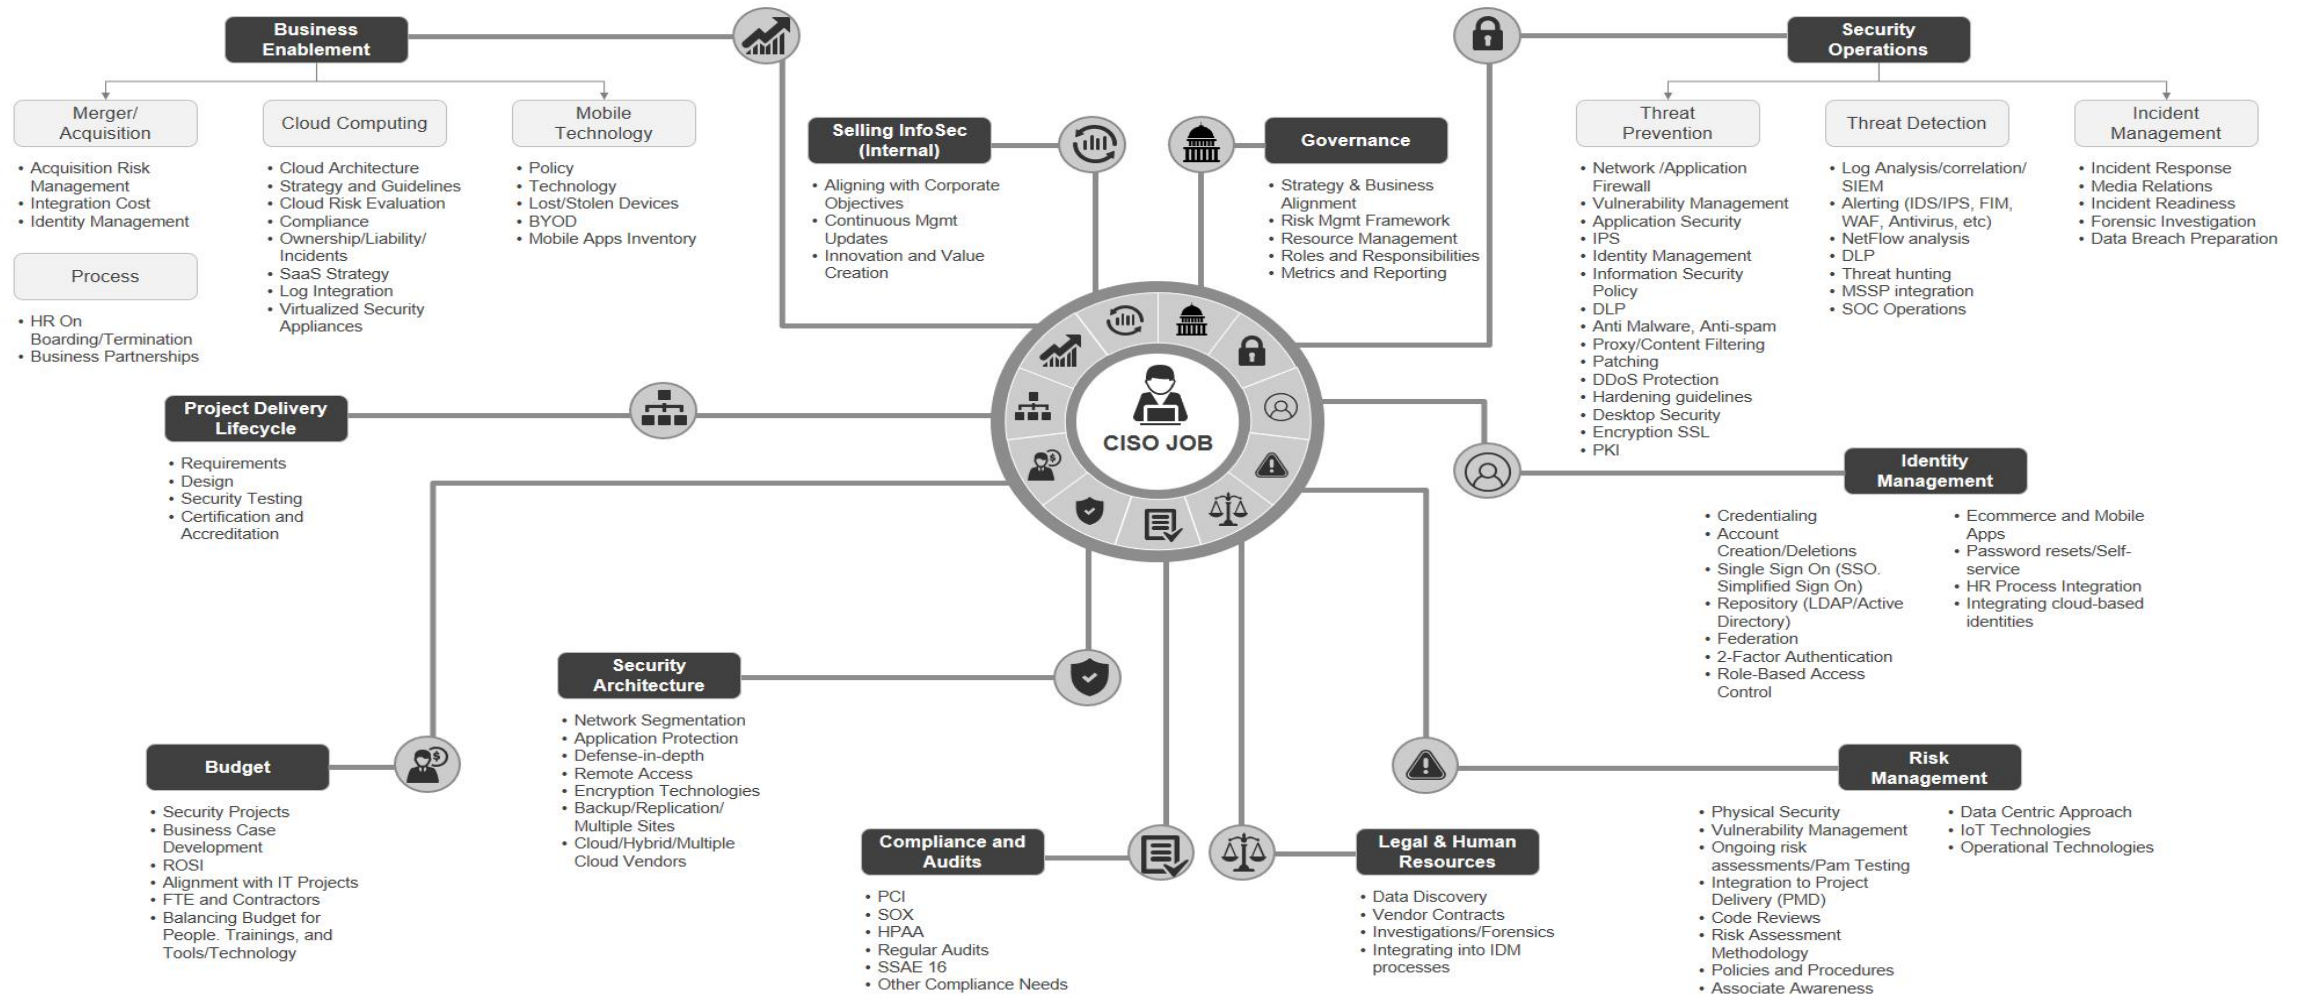 Business
Enablement
Merger/
Acquisition
• Acquisition Risk
Management
• Integration Cost
• Identity Management
Process
• HR On
Boarding/Termination
• Business Partnerships
Cloud Computing
• Cloud Architecture
• Strategy and Guidelines
• Cloud Risk Evaluation
• Compliance
• Ownership/Liability/
Incidents
• SaaS Strategy
• Log Integration
• Virtualized Security
Appliances
Mobile
Technology
• Policy
• Technology
• Lost/Stolen Devices
• BYOD
• Mobile Apps Inventory
Selling InfoSec
(Internal)
• Aligning with Corporate
Objectives
• Continuous Mgmt
Updates
• Innovation and Value
Creation
Governance
• Strategy & Business
Alignment
• Risk Mgmt Framework
• Resource Management
• Roles and Responsibilities
• Metrics and Reporting
Security
Operations
Threat
Prevention
• Network /Application
Firewall
• Vulnerability Management
• Application Security
• IPS
• Identity Management
• Information Security
Policy
• DLP
• Anti Malware, Anti-spam
• Proxy/Content Filtering
• Patching
• DDoS Protection
• Hardening guidelines
• Desktop Security
• Encryption SSL
• PKI
Threat Detection
• Log Analysis/correlation/
SIEM
• Alerting (IDS/IPS, FIM,
WAF, Antivirus, etc)
• NetFlow analysis
• DLP
• Threat hunting
• MSSP integration
• SOC Operations
Incident
Management
• Incident Response
• Media Relations
• Incident Readiness
• Forensic Investigation
• Data Breach Preparation
CISO JOB
Project Delivery
Lifecycle
• Requirements
• Design
• Security Testing
• Certification and
Accreditation
Identity
Management
• Credentialing
• Account
Creation/Deletions
• Single Sign On (SSO.
Simplified Sign On)
• Repository (LDAP/Active
Directory)
• Federation
• 2-Factor Authentication
• Role-Based Access
Control
• Ecommerce and Mobile
Apps
• Password resets/Self-
service
• HR Process Integration
• Integrating cloud-based
identities
Budget
• Security Projects
• Business Case
Development
• ROSI
• Alignment with IT Projects
• FTE and Contractors
• Balancing Budget for
People. Trainings, and
Tools/Technology
Security
Architecture
• Network Segmentation
• Application Protection
• Defense-in-depth
• Remote Access
• Encryption Technologies
• Backup/Replication/
Multiple Sites
• Cloud/Hybrid/Multiple
Cloud Vendors
Compliance and
Audits
• PCI
• SOX
• HPAA
• Regular Audits
• SSAE 16
• Other Compliance Needs
Legal & Human
Resources
• Data Discovery
• Vendor Contracts
• Investigations/Forensics
• Integrating into IDM
processes
Risk
Management
• Physical Security
• Vulnerability Management
• Ongoing risk
assessments/Pam Testing
• Integration to Project
Delivery (PMD)
• Code Reviews
• Risk Assessment
Methodology
• Policies and Procedures
• Associate Awareness
• Data Centric Approach
• IoT Technologies
• Operational Technologies